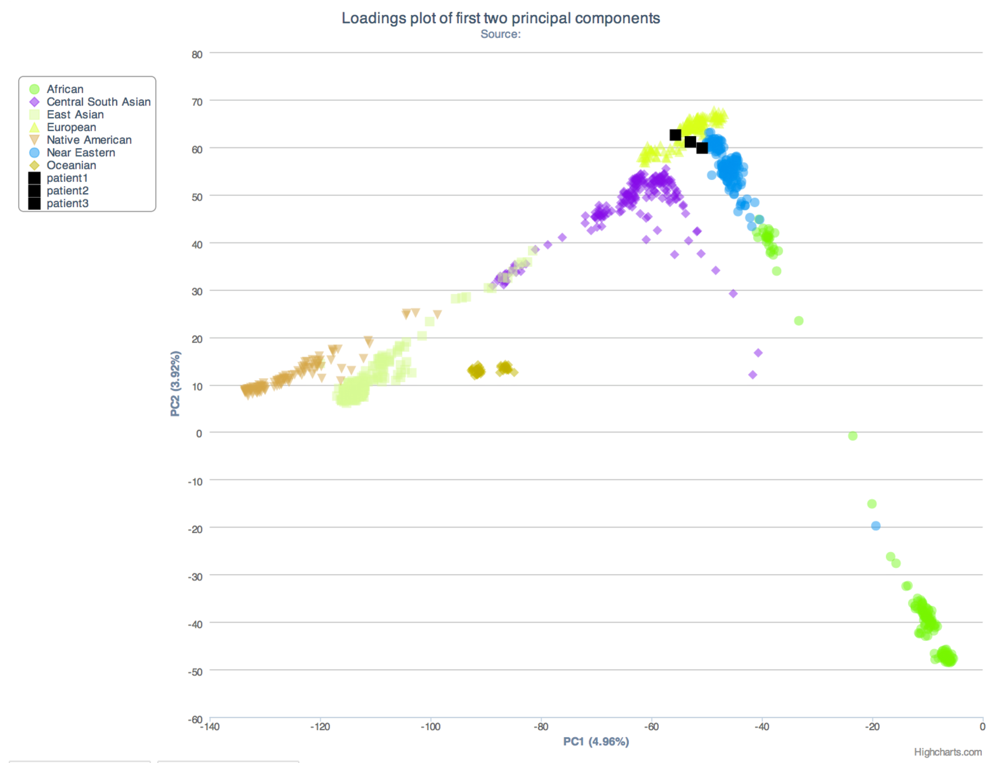 Loadings plot of first two principal components
Source:
African
Central South Asian
East Asian
European
Native American
Near Eastern
Oceanian
patient1
patient2
patient3
PC2 (3.92%)
80
70
60
50
40
30
20
10
0
-10
-20
-30
-40
-50
-60
-140 -120 -100 -80 -60 -40 -20 0
PC1 (4.96%)
Highcharts.com